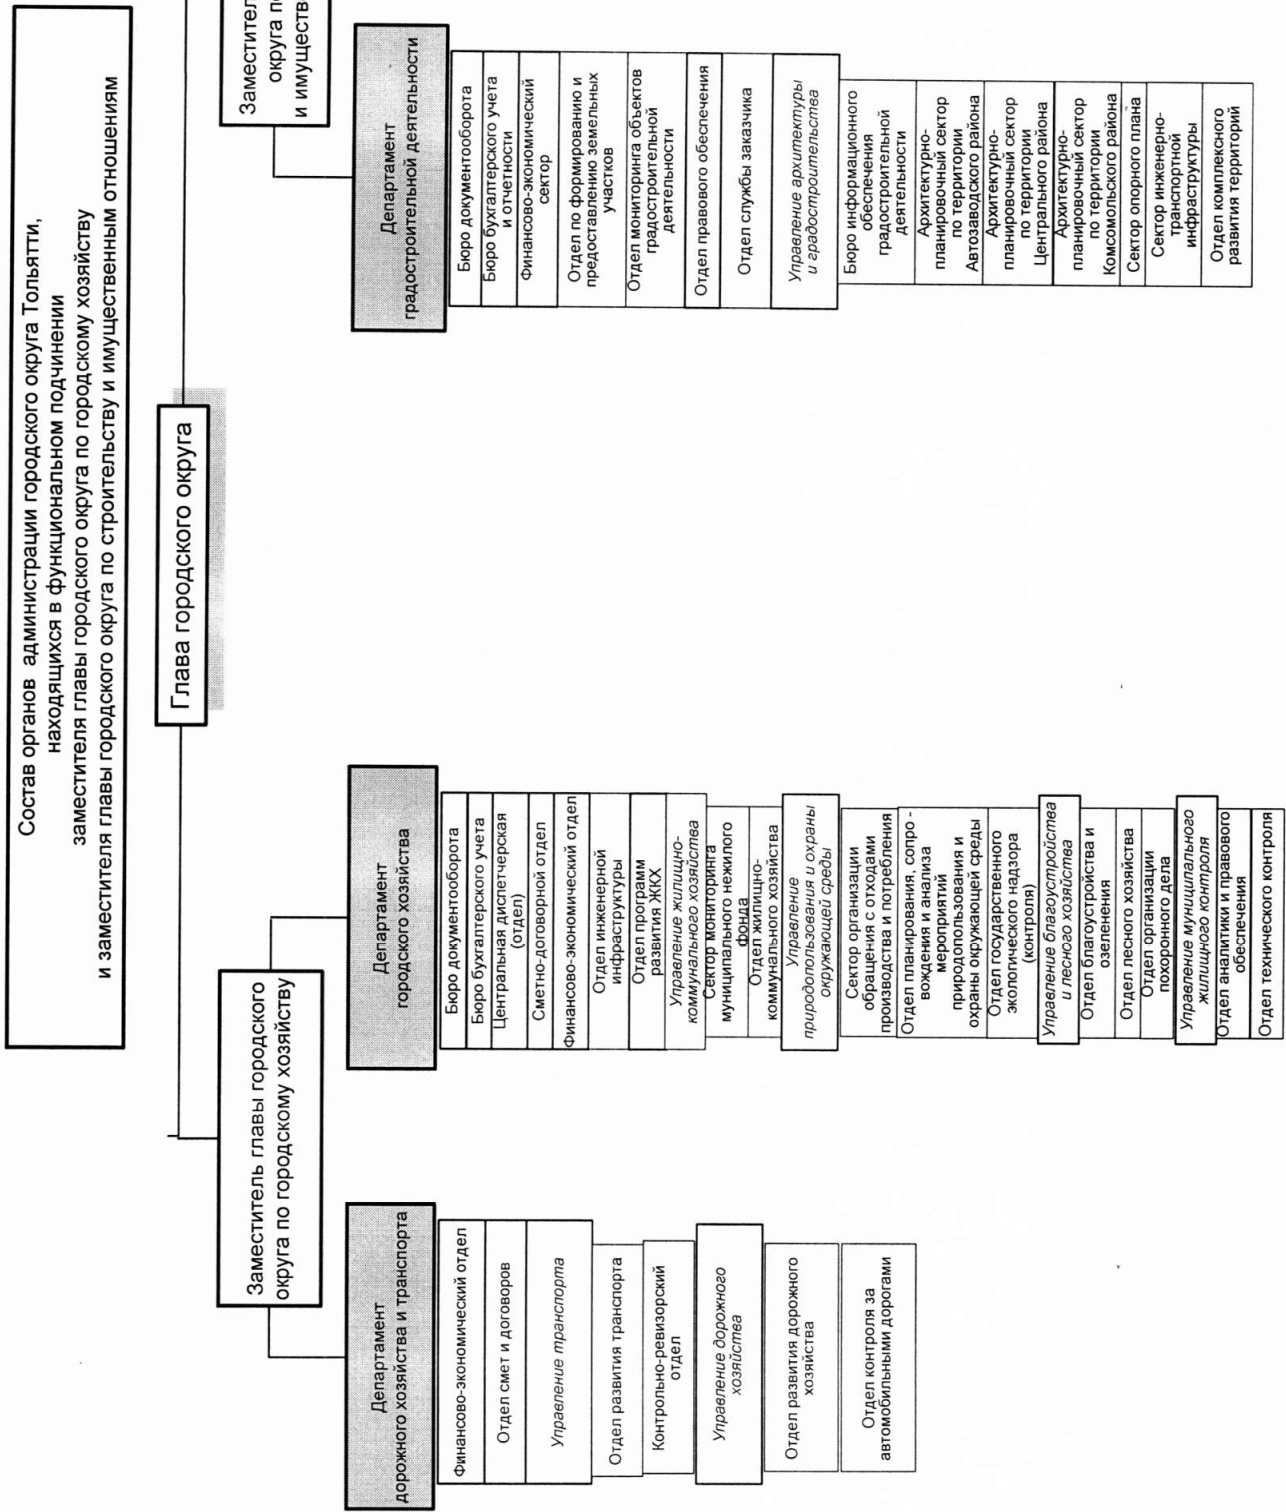 Состав органов администрации городского округа Тольятти,
находящихся в функциональном подчинении
заместителя главы городского округа по городскому хозяйству
и заместителя главы городского округа по строительству и имущественным отношениям
Глава городского округа
Заместитель главы городского
округа по городскому хозяйству
Департамент
дорожного хозяйства и транспорта
Финансово-экономический отдел
Отдел смет и договоров
Управление транспорта
Отдел развития транспорта
Контрольно-ревизорский
отдел
Управление дорожного
хозяйства
Отдел развития дорожного
хозяйства
Отдел контроля за
автомобильными дорогами
Департамент
городского хозяйства
Бюро документооборота
Бюро бухгалтерского учета
Центральная диспетчерская
(отдел)
Сметно-договорной отдел
Финансово-экономический отдел
Отдел инженерной
инфраструктуры
Отдел программ
развития ЖКХ
Управление жилищно-
коммунального хозяйства
Сектор мониторинга
муниципального нежилого
фонда
Отдел жилищно-
коммунального хозяйства
Управление
природопользования и охраны
окружающей среды
Сектор организации
обращения с отходами
производства и потребления
Отдел планирования, сопро -
вождения и анализа
мероприятий
природопользования и
охраны окружающей среды
Отдел государственного
экологического надзора
(контроля)
Управление благоустройства
и лесного хозяйства
Отдел благоустройства и
озеленения
Отдел лесного хозяйства
Отдел организации
похоронного дела
Управление муниципального
жилищного контроля
Отдел аналитики и правового
обеспечения
Отдел технического контроля
Заместител
округа по
и имуществ
Департамент
градостроительной деятельности
Бюро документооборота
Бюро бухгалтерского учета
и отчетности
Финансово-экономический
сектор
Отдел по формированию и
предоставлению земельных
участков
Отдел мониторинга объектов
градостроительной
деятельности
Отдел правового обеспечения
Отдел службы заказчика
Управление архитектуры
и градостроительства
Бюро информационного
обеспечения
градостроительной
деятельности
Архитектурно-
планировочный сектор
по территории
Автозаводского района
Архитектурно-
планировочный сектор
по территории
Центрального района
Архитектурно-
планировочный сектор
по территории
Комсомольского района
Сектор опорного плана
Сектор инженерно-
транспортной
инфраструктуры
Отдел комплексного
развития территорий